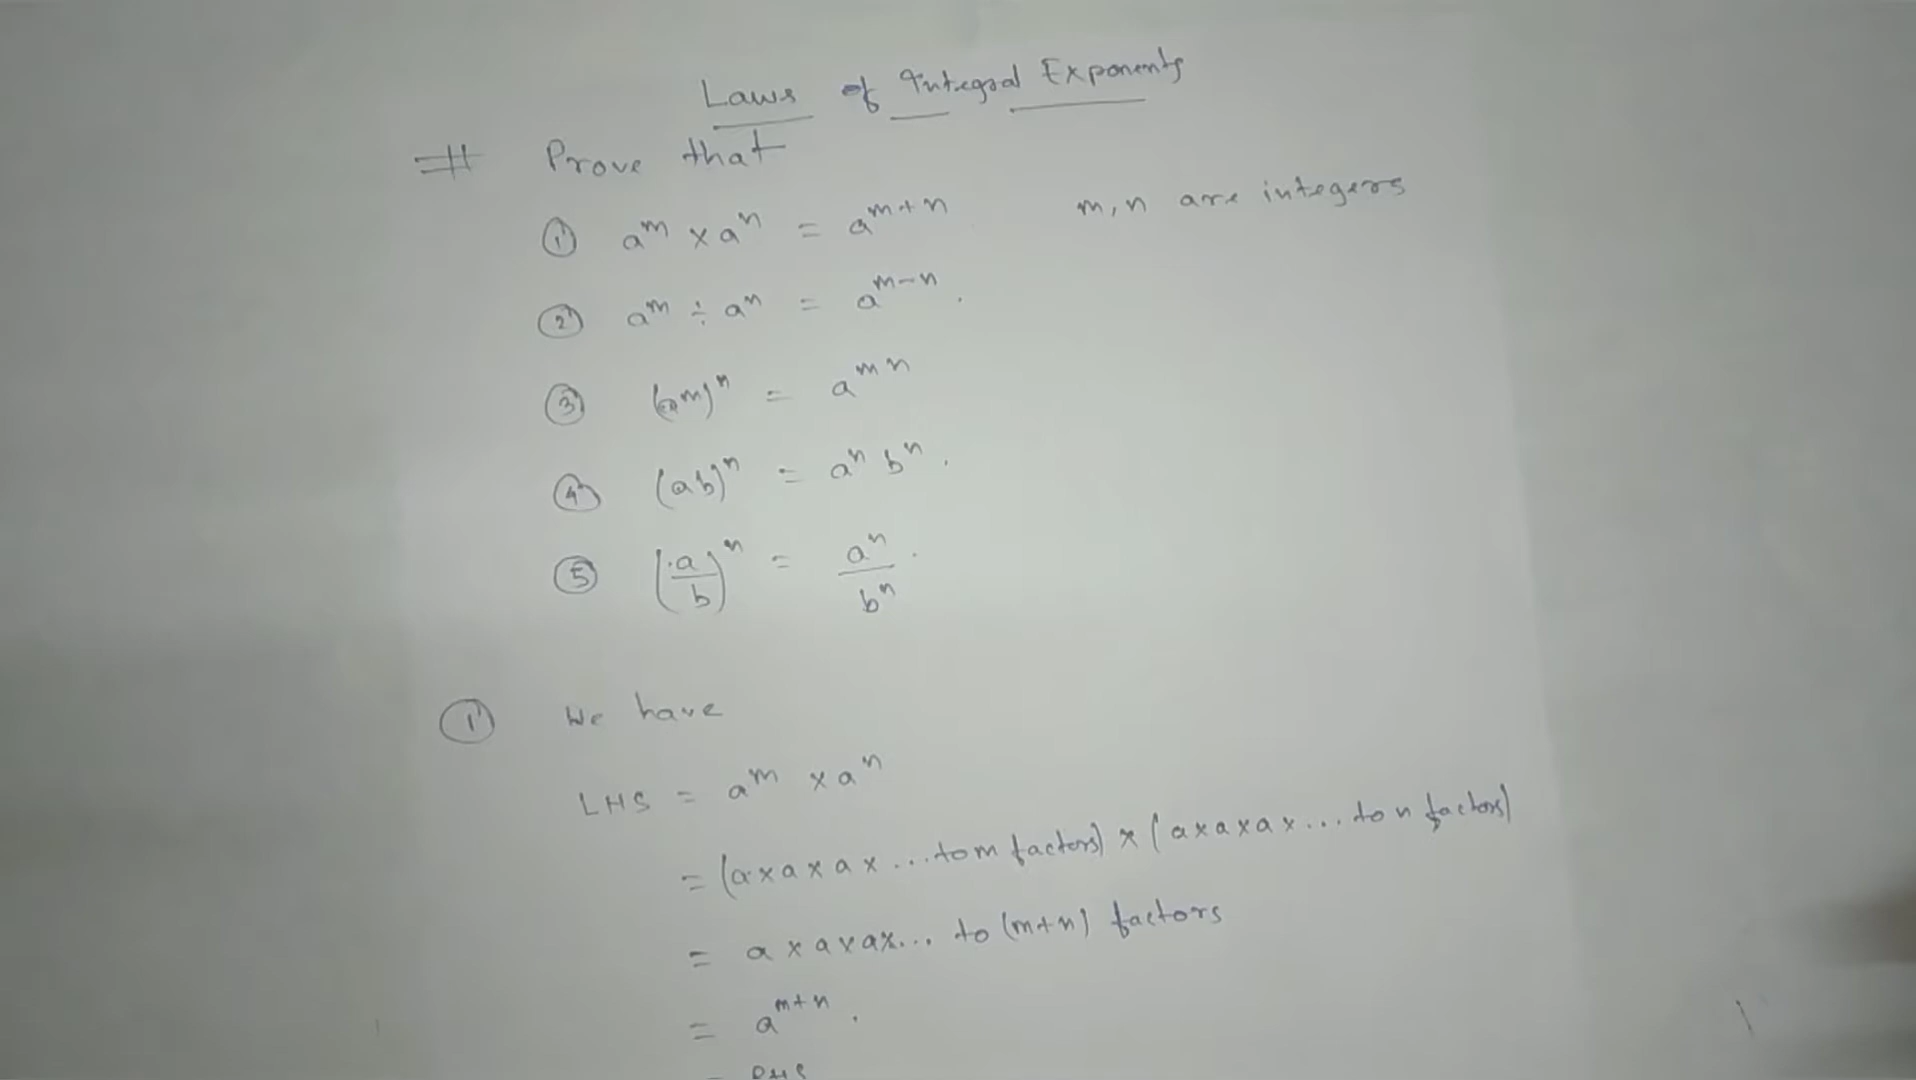 Laws of Integral Exponents
# Prove that
① a^m × a^n = a^{m+n} m, n are integers
② a^m ÷ a^n = a^{m-n}.
③ (a^m)^n = a^{mn}
④ (ab)^n = a^n b^n.
⑤ (a/b)^n = a^n/b^n.
① We have
LHS = a^m × a^n
= (a×a×a×...to m factors) × (a×a×a×...to n factors)
= a×a×a×... to (m+n) factors
= a^{m+n}.
= RHS